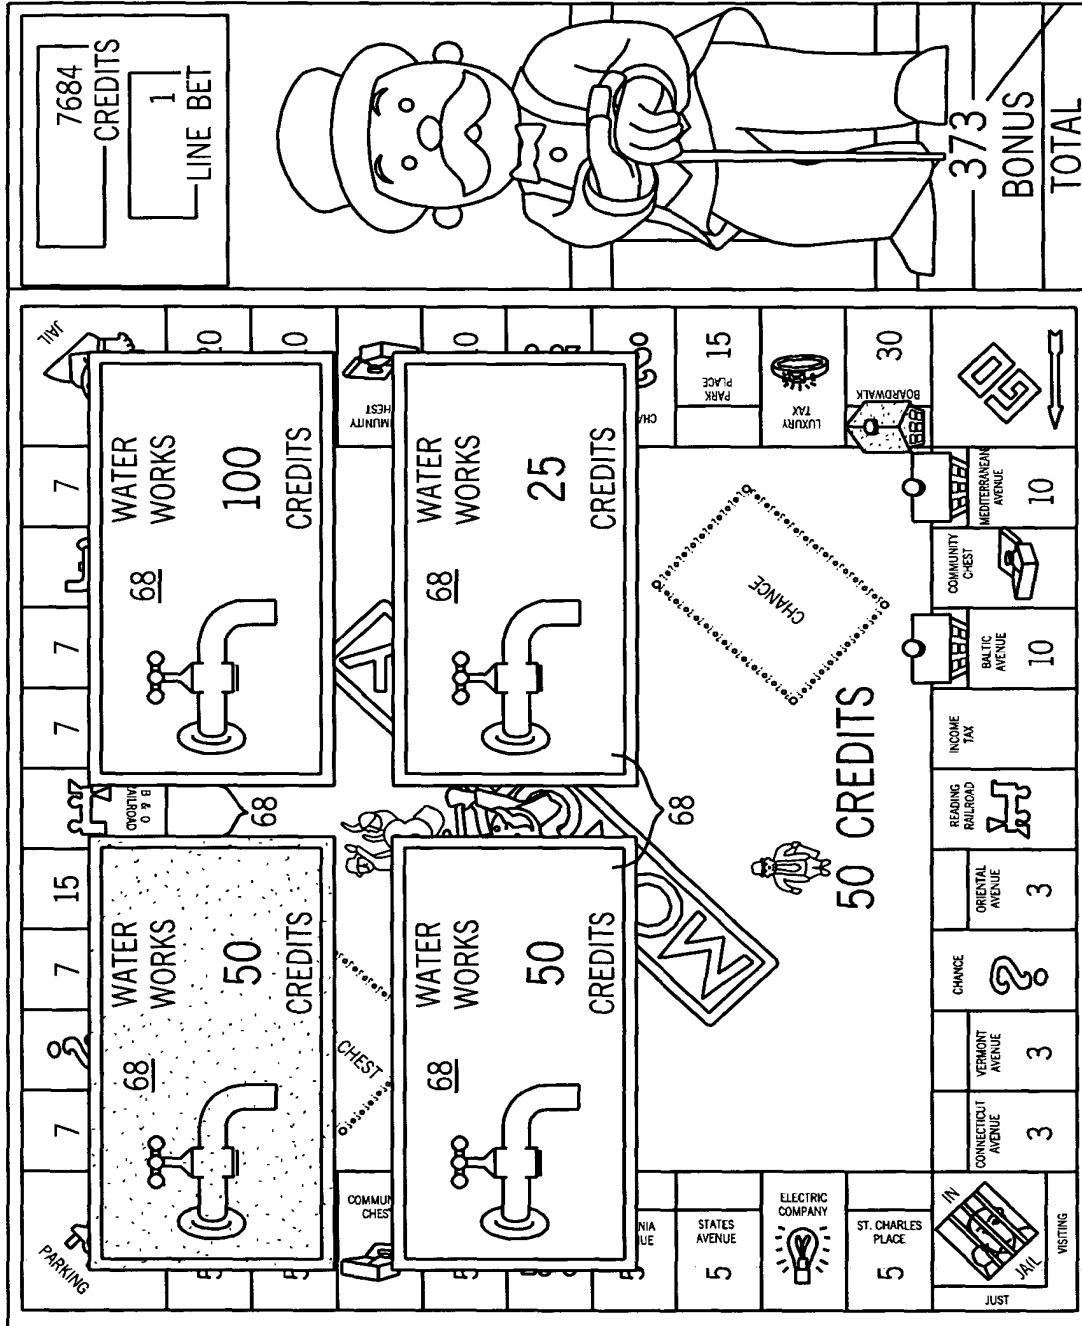 7684
CREDITS
1
LINE BET
373
BONUS
TOTAL
JAIL
7
7
7
15
7
7
PARKING
B & O
WATER
WORKS
50
CREDITS
68
WATER
WORKS
100
CREDITS
68
68
WATER
WORKS
50
CREDITS
68
WATER
WORKS
25
CREDITS
68
68
CHEST
CHANCE
50 CREDITS
15
PARK
PLACE
LUXURY
TAX
30
BOARDWALK
GO
STATES
AVENUE
5
ELECTRIC
COMPANY
ST. CHARLES
PLACE
5
IN
JAIL
JUST
VISITING
CONNECTICUT
AVENUE
3
VERMONT
AVENUE
3
CHANCE
ORIENTAL
AVENUE
3
READING
RAILROAD
INCOME
TAX
BALTIC
AVENUE
10
COMMUNITY
CHEST
MEDITERRANEAN
AVENUE
10